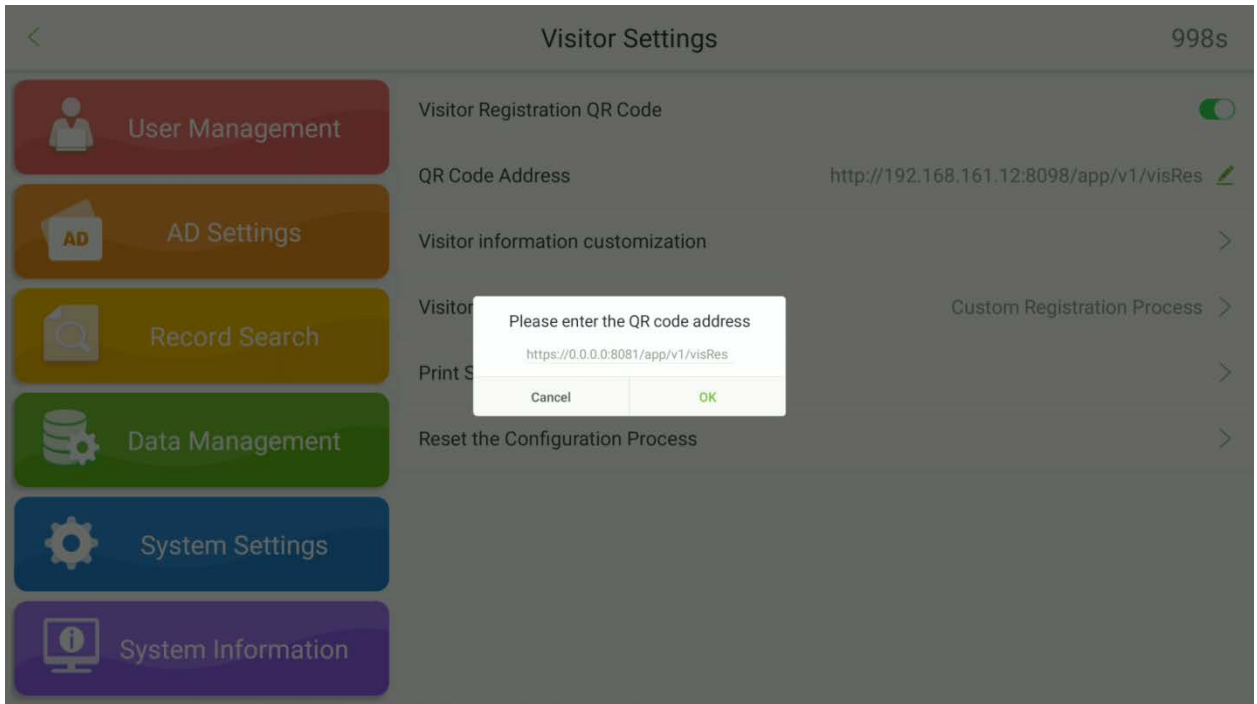 Visitor Settings
998s
User Management
AD
AD Settings
Record Search
Data Management
System Settings
System Information
Visitor Registration QR Code
QR Code Address
http://192.168.161.12:8098/app/v1/visRes
Visitor information customization
Visitor
Custom Registration Process
Print S
Reset the Configuration Process
Please enter the QR code address
https://0.0.0.0:8081/app/v1/visRes
Cancel
OK